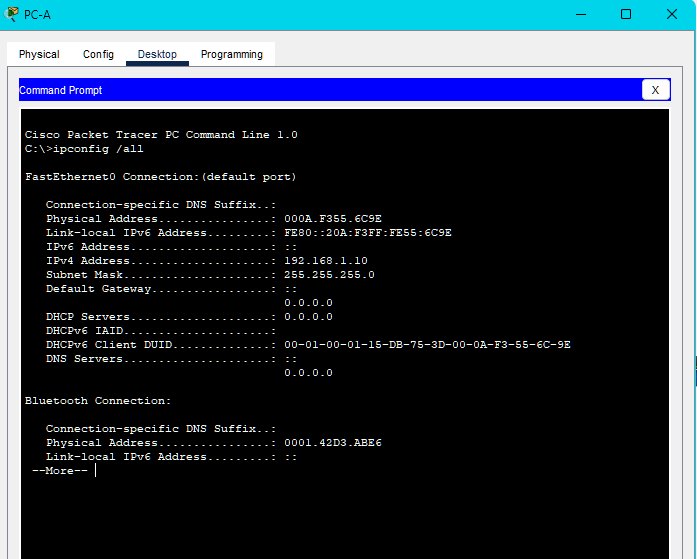 PC-A
Physical Config Desktop Programming
Command Prompt X
Cisco Packet Tracer PC Command Line 1.0
C:\>ipconfig /all
FastEthernet0 Connection:(default port)
Connection-specific DNS Suffix..:
Physical Address................: 000A.F355.6C9E
Link-local IPv6 Address.........: FE80::20A:F3FF:FE55:6C9E
IPv6 Address....................: ::
IPv4 Address....................: 192.168.1.10
Subnet Mask.....................: 255.255.255.0
Default Gateway.................: ::
0.0.0.0
DHCP Servers....................: 0.0.0.0
DHCPv6 IAID.....................:
DHCPv6 Client DUID..............: 00-01-00-01-15-DB-75-3D-00-0A-F3-55-6C-9E
DNS Servers.....................: ::
0.0.0.0
Bluetooth Connection:
Connection-specific DNS Suffix..:
Physical Address................: 0001.42D3.ABE6
Link-local IPv6 Address.........: ::
--More--